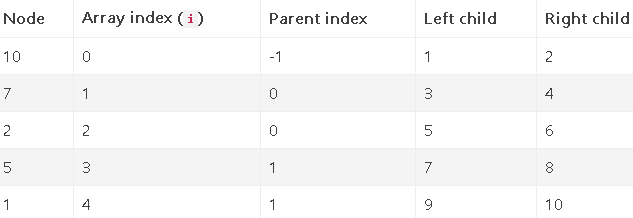 Node Array index (i) Parent index Left child Right child
10 0 -1 1 2
7 1 0 3 4
2 2 0 5 6
5 3 1 7 8
1 4 1 9 10